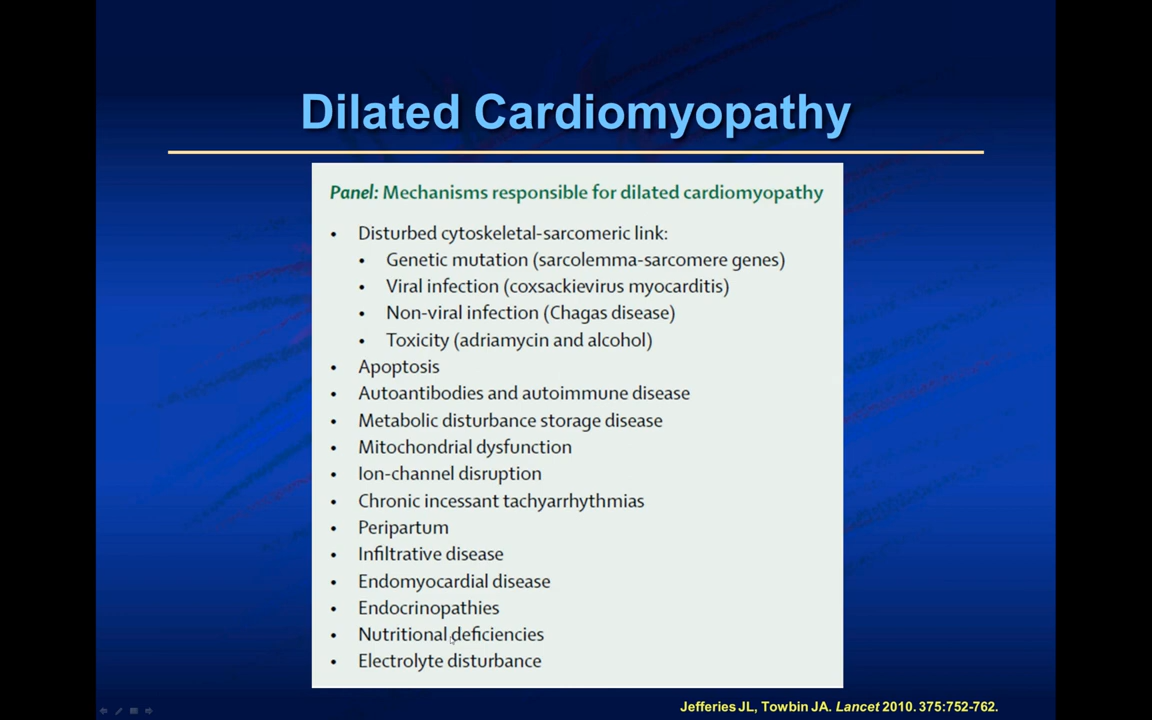 Dilated Cardiomyopathy
Panel: Mechanisms responsible for dilated cardiomyopathy
• Disturbed cytoskeletal-sarcomeric link:
• Genetic mutation (sarcolemma-sarcomere genes)
• Viral infection (coxsackievirus myocarditis)
• Non-viral infection (Chagas disease)
• Toxicity (adriamycin and alcohol)
• Apoptosis
• Autoantibodies and autoimmune disease
• Metabolic disturbance storage disease
• Mitochondrial dysfunction
• Ion-channel disruption
• Chronic incessant tachyarrhythmias
• Peripartum
• Infiltrative disease
• Endomyocardial disease
• Endocrinopathies
• Nutritional deficiencies
• Electrolyte disturbance
Jefferies JL, Towbin JA. Lancet 2010. 375:752-762.